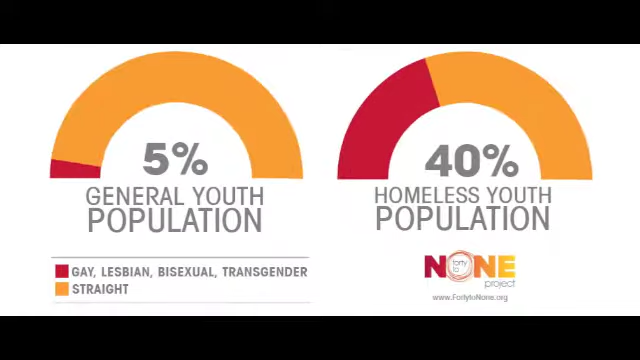 5%
GENERAL YOUTH
POPULATION
40%
HOMELESS YOUTH
POPULATION
GAY, LESBIAN, BISEXUAL, TRANSGENDER
STRAIGHT
forty
to
NONE
project
www.FortytoNone.org